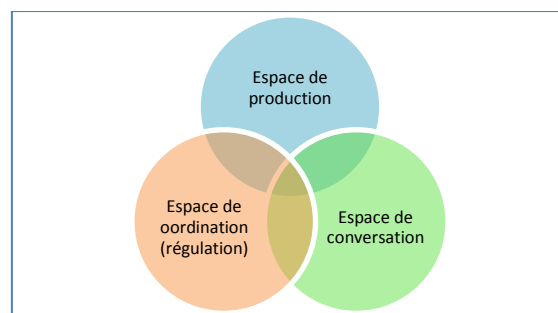 Espace de
production
Espace de
oordination
(régulation)
Espace de
conversation